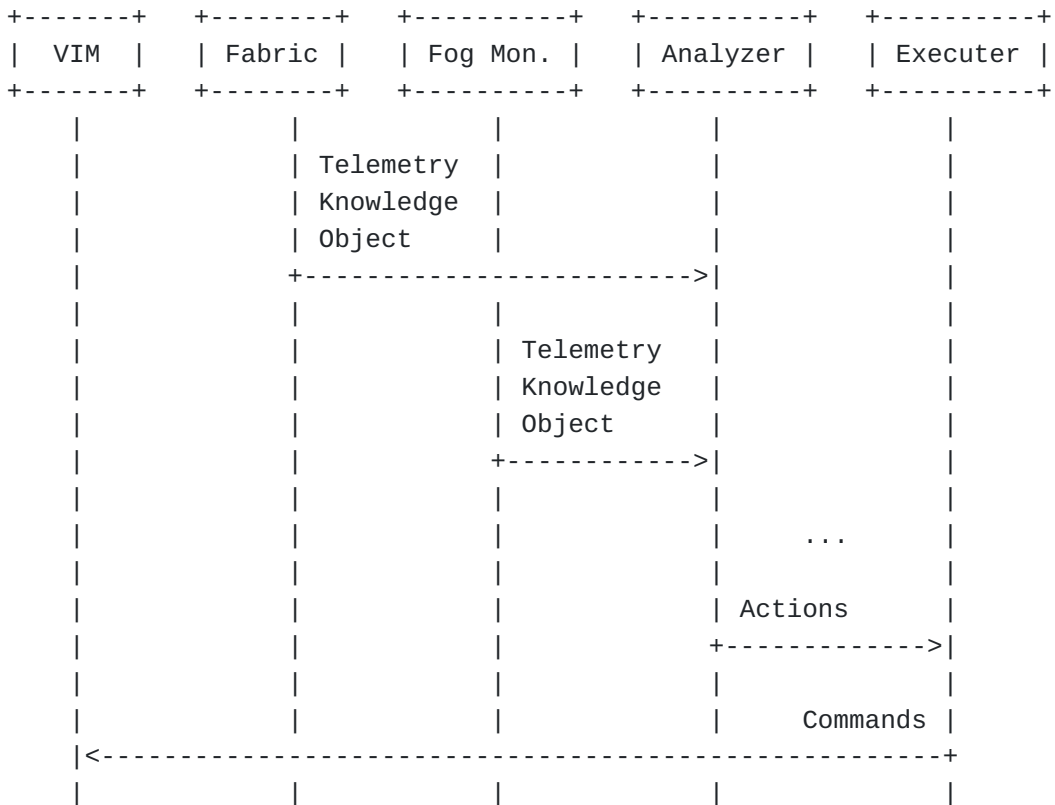 VIM Fabric Fog Mon. Analyzer Executer
Telemetry
Knowledge
Object
Telemetry
Knowledge
Object
...
Actions
Commands